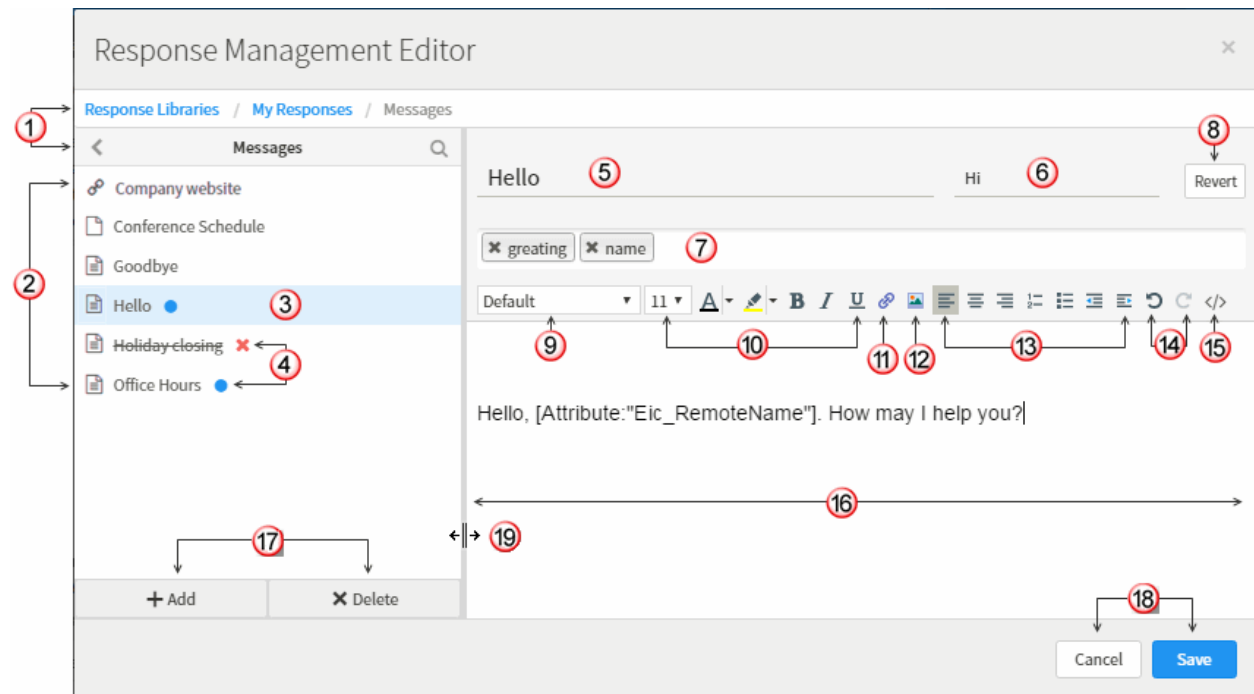 Response Management Editor
×
1
Response Libraries / My Responses / Messages
Messages
8
5
Hello
6
Hi
Revert
2
Company website
Conference Schedule
Goodbye
Hello
3
Holiday closing
4
Office Hours
greating
name
7
Default
11
A
B I U
9
10
11
12
13
14
15
Hello, [Attribute:"Eic_RemoteName"]. How may I help you?
16
17
19
Add
Delete
18
Cancel
Save